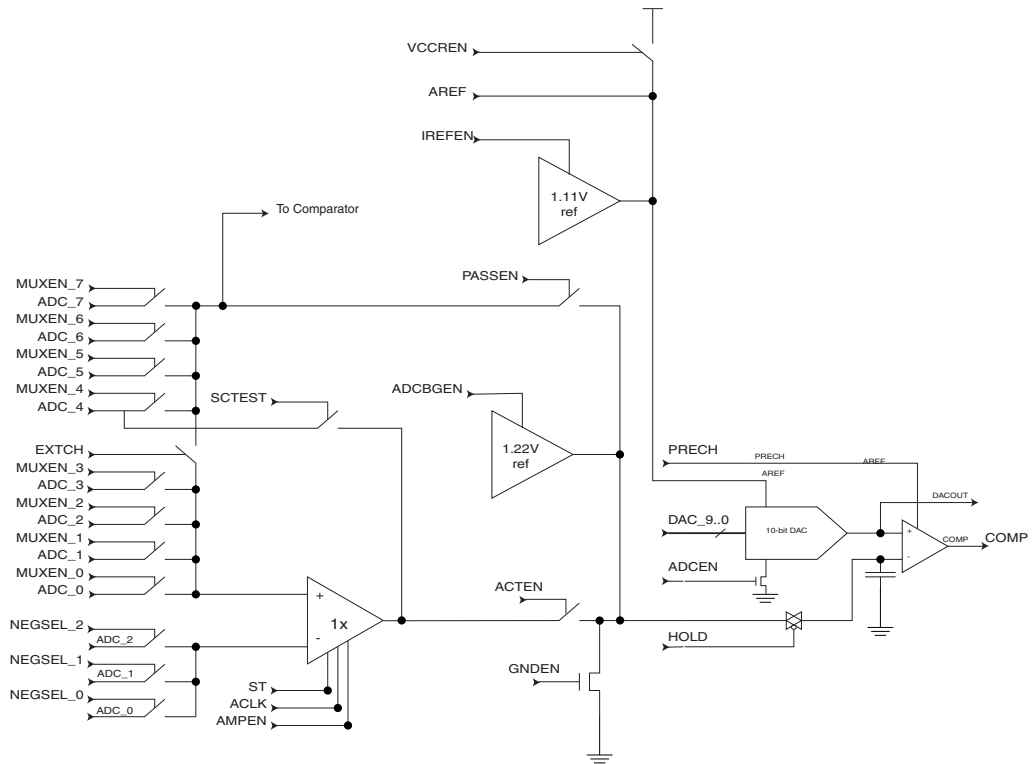 VCCREN
AREF
IREFEN
1.11V
ref
To Comparator
PASSEN
MUXEN_7
ADC_7
MUXEN_6
ADC_6
MUXEN_5
ADC_5
MUXEN_4
ADC_4
SCTEST
ADCBGEN
1.22V
ref
EXTCH
MUXEN_3
ADC_3
MUXEN_2
ADC_2
MUXEN_1
ADC_1
MUXEN_0
ADC_0
PRECH
PRECH
AREF
AREF
DACOUT
DAC_9..0
10-bit DAC
+
-
COMP
COMP
ADCEN
ACTEN
+
1x
-
NEGSEL_2
ADC_2
NEGSEL_1
ADC_1
NEGSEL_0
ADC_0
HOLD
GNDEN
ST
ACLK
AMPEN